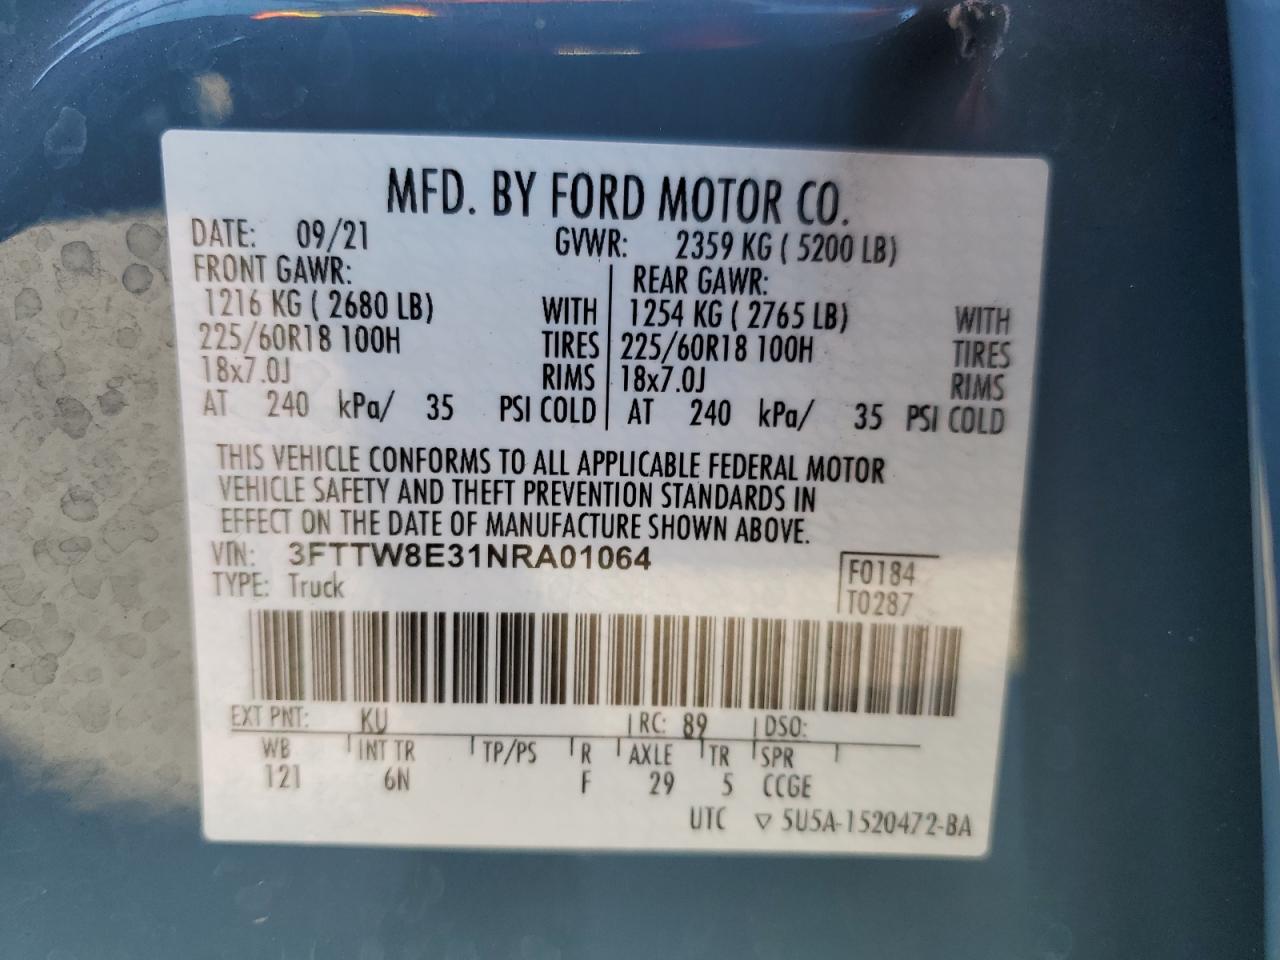 MFD. BY FORD MOTOR CO.
DATE: 09/21 GVWR: 2359 KG ( 5200 LB)
FRONT GAWR: REAR GAWR:
1216 KG ( 2680 LB) WITH 1254 KG ( 2765 LB) WITH
225/60R18 100H TIRES 225/60R18 100H TIRES
18x7.0J RIMS 18x7.0J RIMS
AT 240 kPa/ 35 PSI COLD AT 240 kPa/ 35 PSI COLD
THIS VEHICLE CONFORMS TO ALL APPLICABLE FEDERAL MOTOR
VEHICLE SAFETY AND THEFT PREVENTION STANDARDS IN
EFFECT ON THE DATE OF MANUFACTURE SHOWN ABOVE.
VIN: 3FTTW8E31NRA01064
TYPE: Truck
F0184
T0287
EXT PNT: KU RC: 89 DSO:
WB INT TR TP/PS R AXLE TR SPR
121 6N F 29 5 CCGE
UTC ▽ 5U5A-1520472-BA